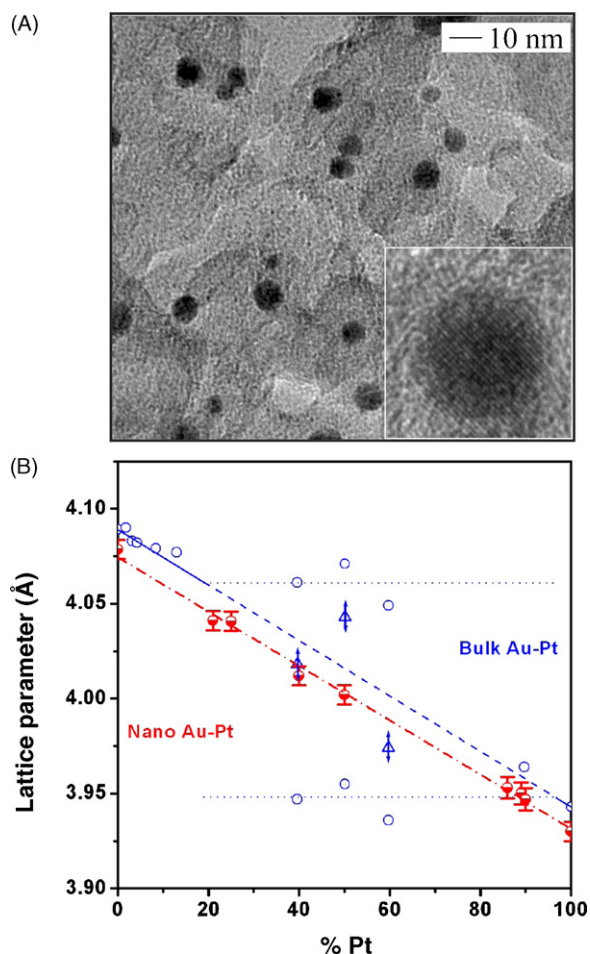 (A)
10 nm
(B)
4.10
4.05
4.00
3.95
3.90
Lattice parameter (Å)
Bulk Au-Pt
Nano Au-Pt
0
20
40
60
80
100
% Pt